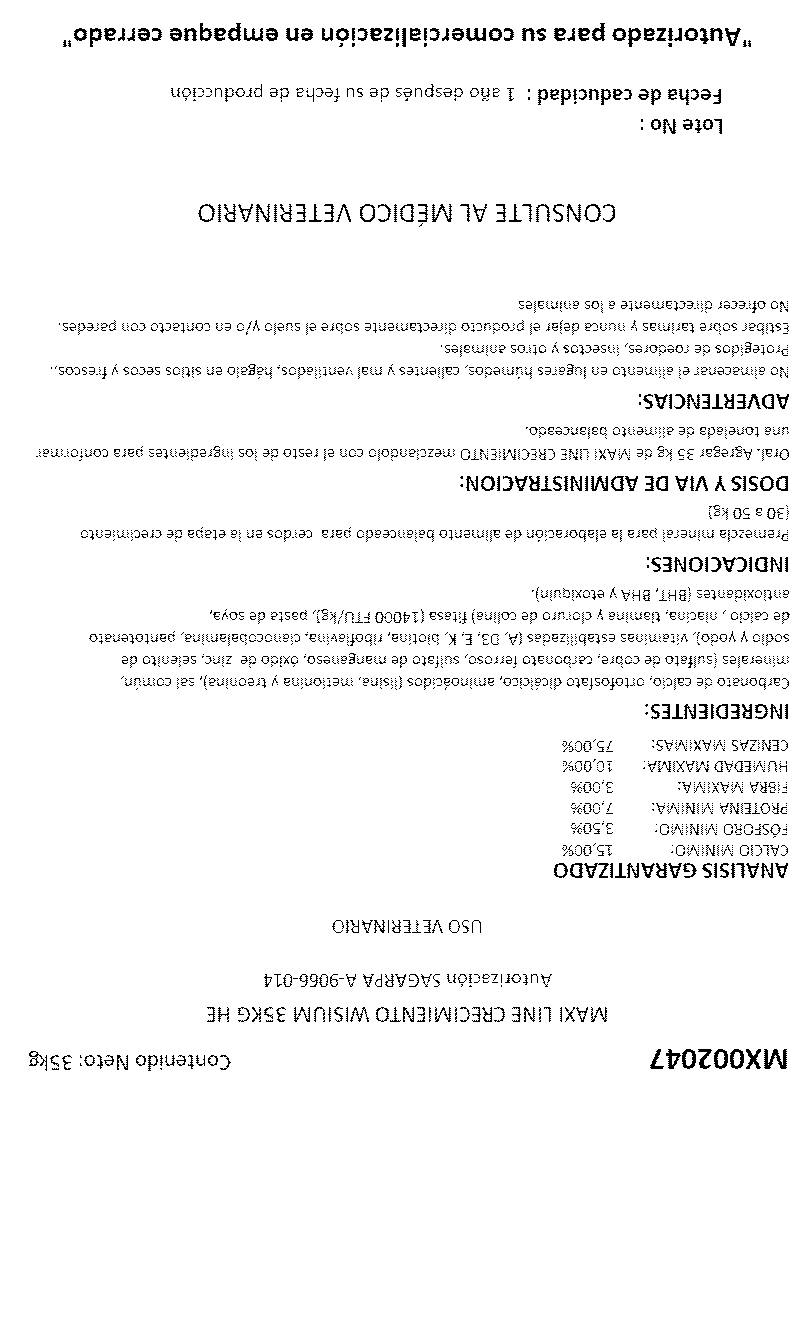 MX002047 Contenido Neto: 35kg
MAXI LINE CRECIMIENTO WISIUM 35KG HE
Autorización SAGARPA A-9066-014
USO VETERINARIO
ANALISIS GARANTIZADO
CALCIO MINIMO: 15,00%
FÓSFORO MINIMO: 3,50%
PROTEINA MINIMA: 7,00%
FIBRA MAXIMA: 3,00%
HUMEDAD MAXIMA: 10,00%
CENIZAS MAXIMAS: 75,00%
INGREDIENTES:
Carbonato de calcio, ortofosfato dicálcico, aminoácidos (lisina, metionina y treonina), sal común,
minerales (sulfato de cobre, carbonato ferroso, sulfato de manganeso, óxido de zinc, selenito de
sodio y yodo), vitaminas estabilizadas (A, D3, E, K, biotina, riboflavina, cianocobalamina, pantotenato
de calcio , niacina, tiamina y cloruro de colina) fitasa (14000 FTU/kg), pasta de soya,
antioxidantes (BHT, BHA y etoxiquin).
INDICACIONES:
Premezcla mineral para la elaboración de alimento balanceado para cerdos en la etapa de crecimiento
(30 a 50 kg)
DOSIS Y VIA DE ADMINISTRACION:
Oral. Agregar 35 kg de MAXI LINE CRECIMIENTO mezclandolo con el resto de los ingredientes para conformar
una tonelada de alimento balanceado.
ADVERTENCIAS:
No almacenar el alimento en lugares húmedos, calientes y mal ventilados, hágalo en sitios secos y frescos,.
Protegidos de roedores, insectos y otros animales.
Estibar sobre tarimas y nunca dejar el producto directamente sobre el suelo y/o en contacto con paredes.
No ofrecer directamente a los animales
CONSULTE AL MÉDICO VETERINARIO
Lote No :
Fecha de caducidad : 1 año después de su fecha de producción
"Autorizado para su comercialización en empaque cerrado"